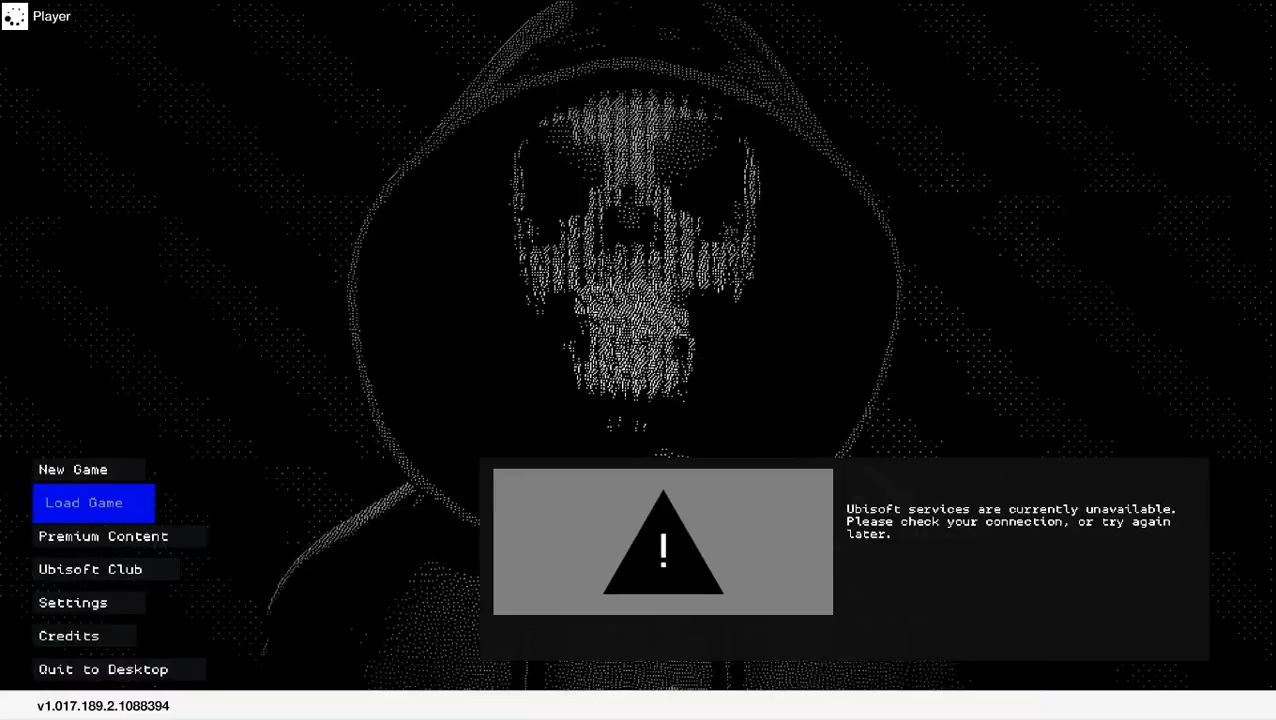 Player
New Game
Load Game
Premium Content
Ubisoft Club
Settings
Credits
Quit to Desktop
!
Ubisoft services are currently unavailable.
Please check your connection, or try again
later.
v1.017.189.2.1088394